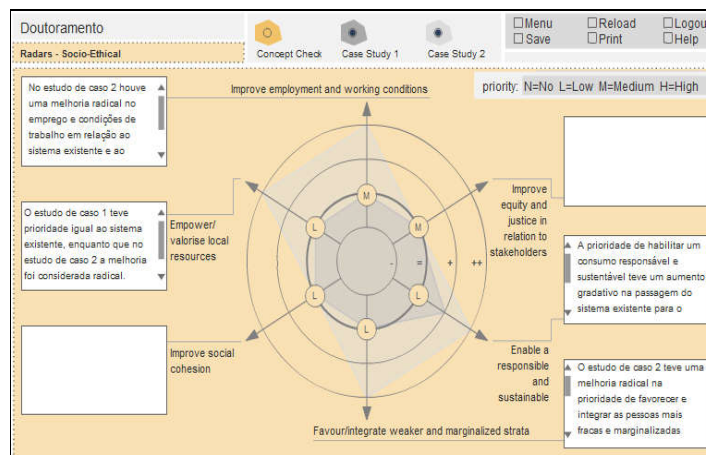 Doutoramento
Radars - Socio-Ethical
Concept Check
Case Study 1
Case Study 2
Menu
Reload
Logou
Save
Print
Help
priority: N=No L=Low M=Medium H=High
No estudo de caso 2 houve
uma melhoria radical no
emprego e condições de
trabalho em relação ao
sistema existente e ao
Improve employment and working conditions
O estudo de caso 1 teve
prioridade igual ao sistema
existente, enquanto que no
estudo de caso 2 a melhoria
foi considerada radical.
Empower/
valorise local
resources
Improve
equity and
justice in
relation to
stakeholders
M
L
M
L
L
L
- = + ++
A prioridade de habilitar um
consumo responsável e
sustentável teve um aumento
gradativo na passagem do
sistema existente para o
Improve social
cohesion
Enable a
responsible
and
sustainable
O estudo de caso 2 teve uma
melhoria radical na
prioridade de favorecer e
integrar as pessoas mais
fracas e marginalizadas
Favour/integrate weaker and marginalized strata